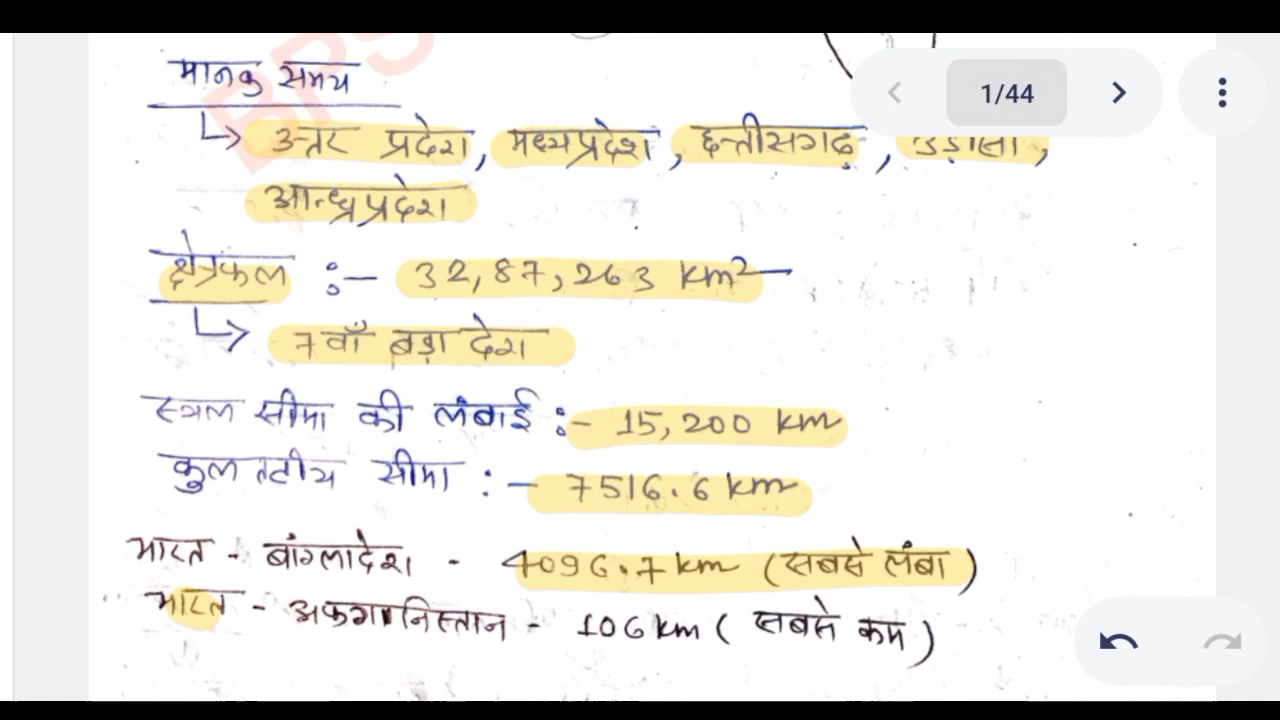 BPS
1/44
मानक समय
↳ उत्तर प्रदेश, मध्यप्रदेश, छत्तीसगढ़, उड़ीसा,
आन्ध्रप्रदेश
क्षेत्रफल :- 32,87,263 km²
↳ 7वाँ बड़ा देश
स्थल सीमा की लंबाई :- 15,200 km
कुल तटीय सीमा :- 7516.6 km
भारत - बांग्लादेश - 4096.7 km (सबसे लंबा)
भारत - अफगानिस्तान - 106 km (सबसे कम)